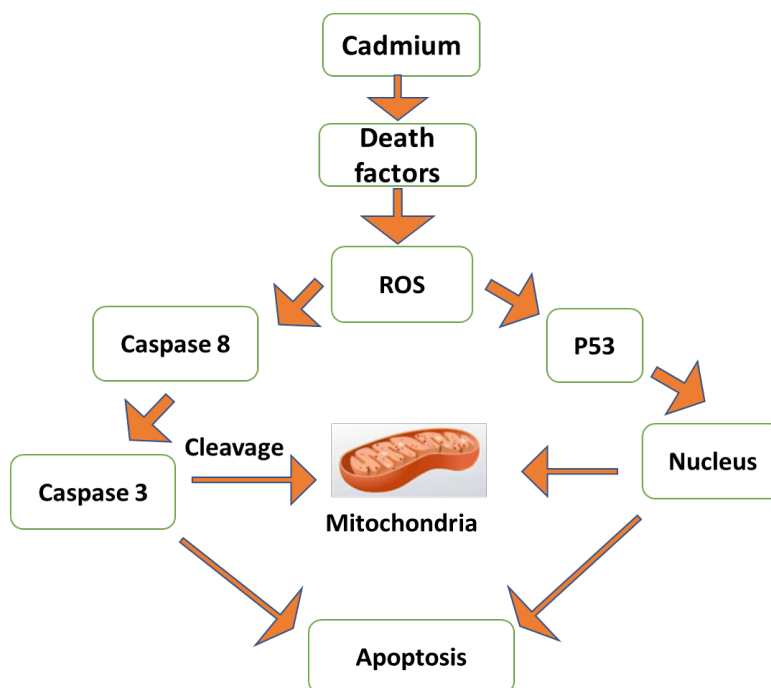 Cadmium
Death
factors
ROS
Caspase 8
P53
Cleavage
Nucleus
Caspase 3
Mitochondria
Apoptosis